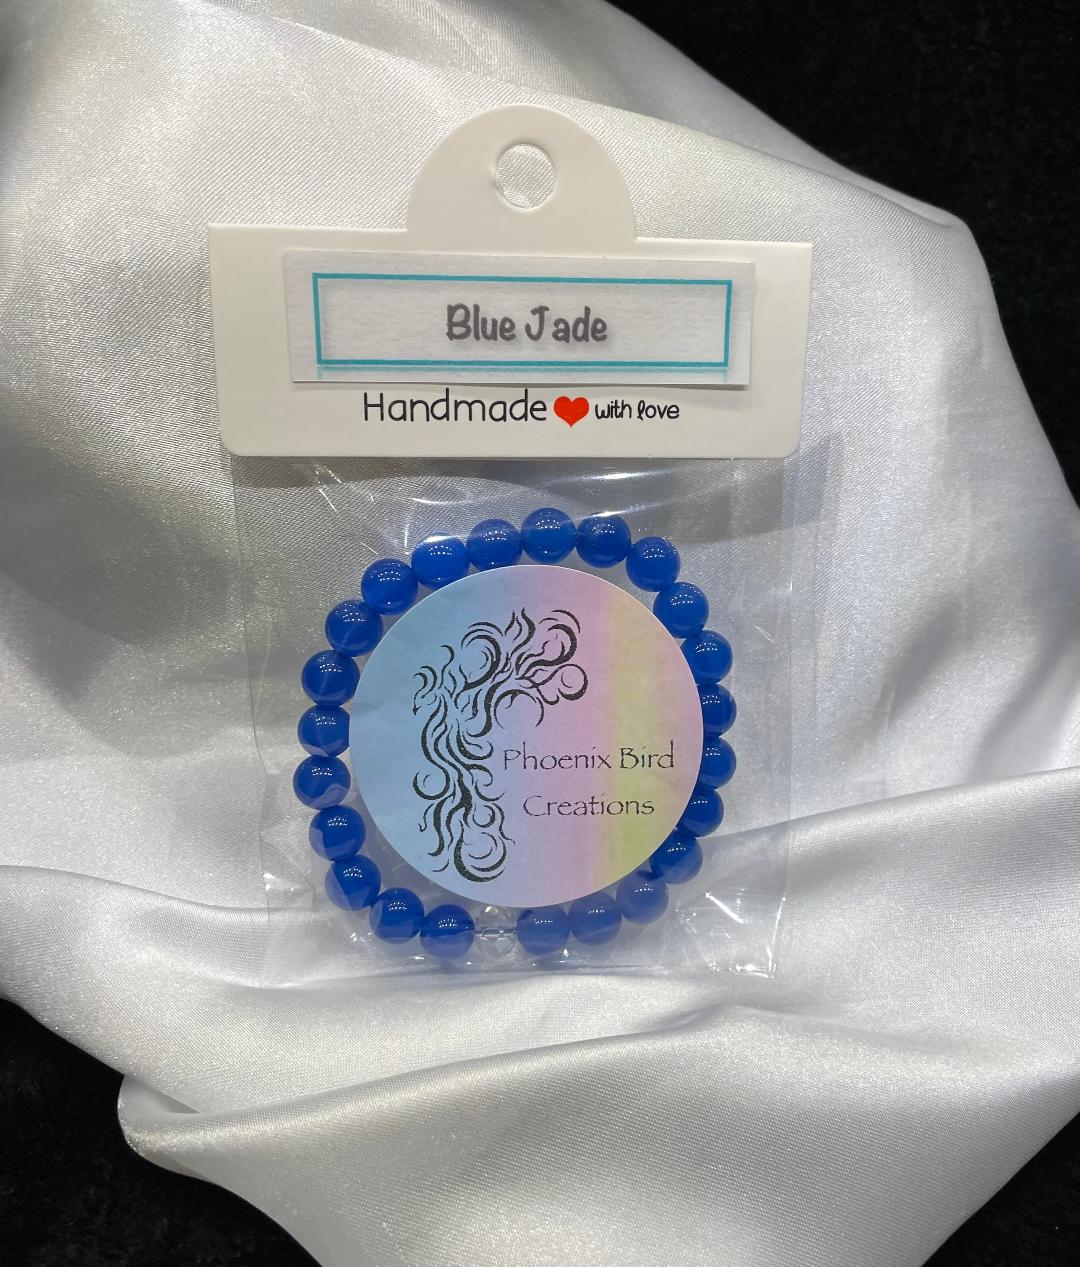 Blue Jade
Handmade ❤ with love
Phoenix Bird
Creations